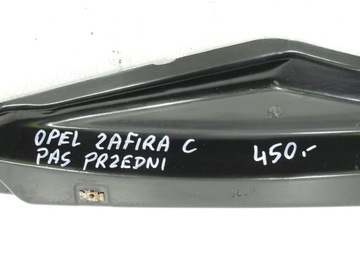 OPEL ZAFIRA C
PAS PRZEDNI
450.-